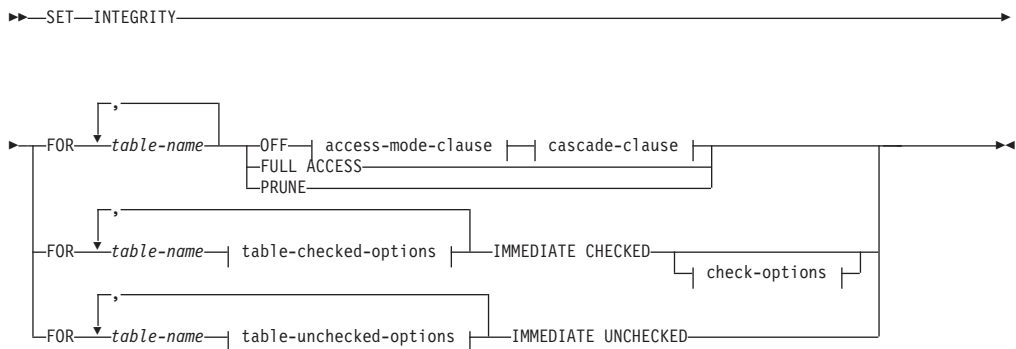 SET INTEGRITY
,
FOR table-name OFF access-mode-clause cascade-clause
FULL ACCESS
PRUNE
,
FOR table-name table-checked-options IMMEDIATE CHECKED
check-options
,
FOR table-name table-unchecked-options IMMEDIATE UNCHECKED